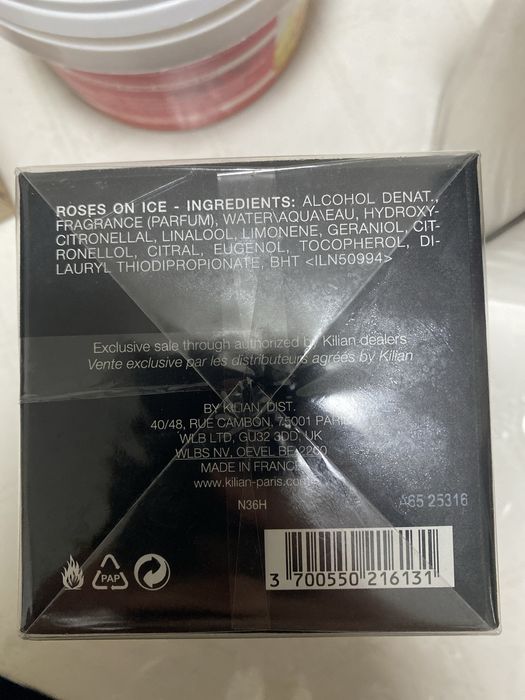 ROSES ON ICE - INGREDIENTS: ALCOHOL DENAT.,
FRAGRANCE (PARFUM), WATER\AQUA\EAU, HYDROXY-
CITRONELLAL, LINALOOL, LIMONENE, GERANIOL, CIT-
RONELLOL, CITRAL, EUGENOL, TOCOPHEROL, DI-
LAURYL THIODIPROPIONATE, BHT <ILN50994>
Exclusive sale through authorized by Kilian dealers
Vente exclusive par les distributeurs agréés by Kilian
BY KILIAN, DIST.
40/48, RUE CAMBON, 75001 PARIS
WLB LTD, GU32 3DD, UK
WLBS NV, OEVEL BE-2260
MADE IN FRANCE
www.kilian-paris.com
N36H
A65 25316
PAP
3 700550 216131